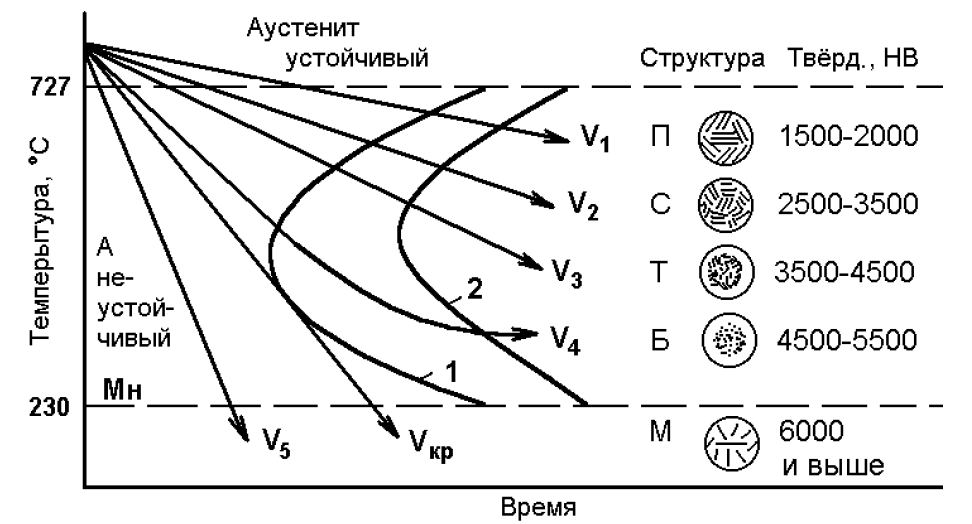 Аустенит
устойчивый
Структура Твёрд., НВ
727
V1
П 1500-2000
V2
С 2500-3500
Температура, °С
А
не-
устой-
чивый
V3
Т 3500-4500
2
V4
Б 4500-5500
1
Мн
230
V5
Vкр
М 6000
и выше
Время